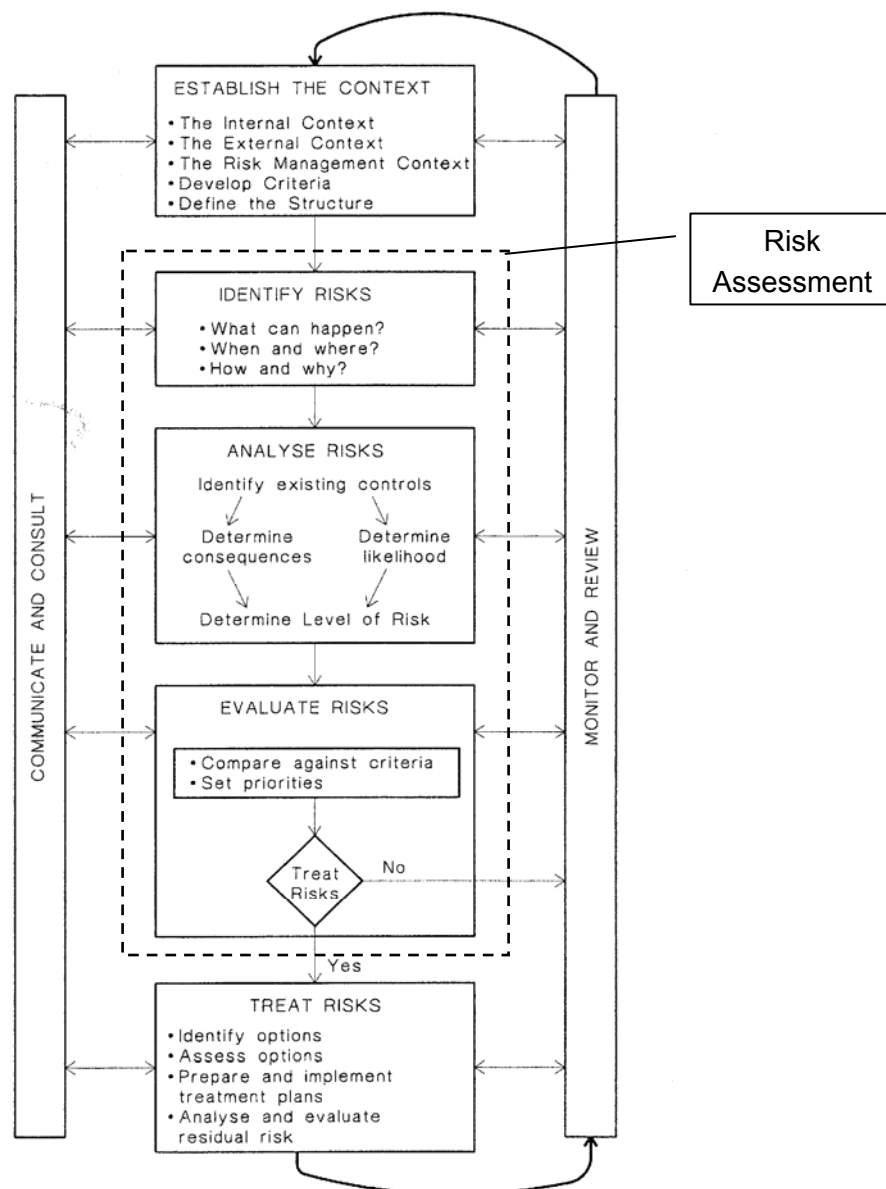 ESTABLISH THE CONTEXT
• The Internal Context
• The External Context
• The Risk Management Context
• Develop Criteria
• Define the Structure
Risk
Assessment
IDENTIFY RISKS
• What can happen?
• When and where?
• How and why?
ANALYSE RISKS
Identify existing controls
Determine
consequences
Determine
likelihood
Determine Level of Risk
EVALUATE RISKS
• Compare against criteria
• Set priorities
Treat
Risks
No
Yes
TREAT RISKS
• Identify options
• Assess options
• Prepare and implement
treatment plans
• Analyse and evaluate
residual risk
COMMUNICATE AND CONSULT
MONITOR AND REVIEW